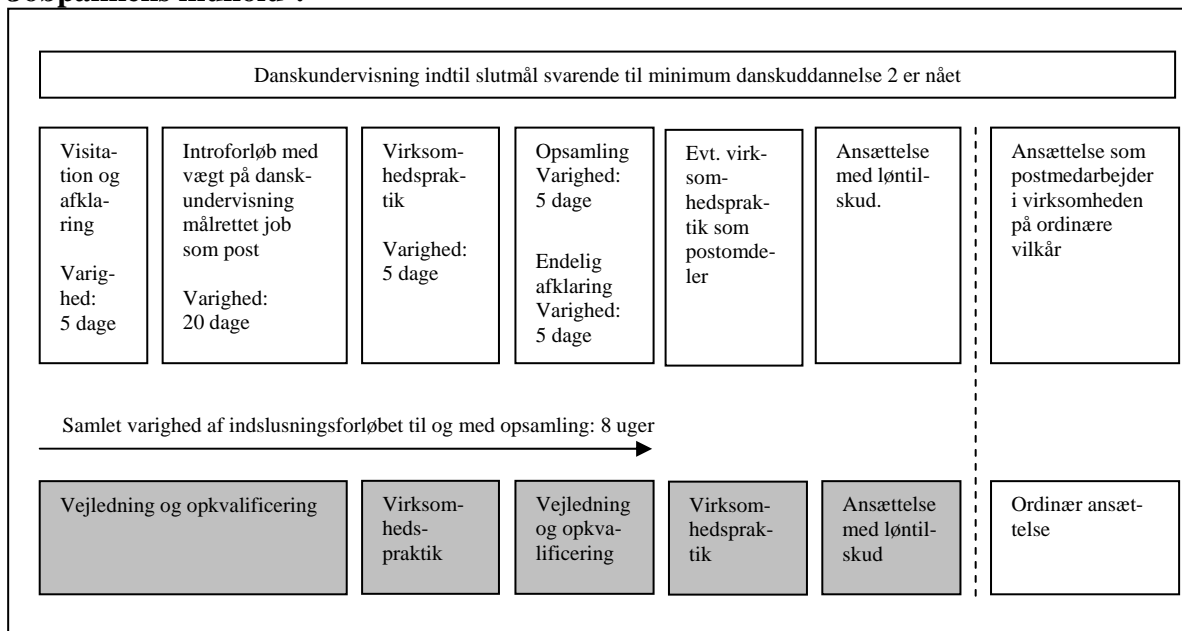 Danskundervisning indtil slutmål svarende til minimum danskuddannelse 2 er nået
Visita-
tion og
afkla-
ring
Varig-
hed:
5 dage
Introforløb med
vægt på dansk-
undervisning
målrettet job
som post
Varighed:
20 dage
Virksom-
hedsprak-
tik
Varighed:
5 dage
Opsamling
Varighed:
5 dage
Endelig
afklaring
Varighed:
5 dage
Evt. virk-
som-
hedsprak-
tik som
postomde-
ler
Ansættelse
med løntil-
skud.
Ansættelse som
postmedarbejder
i virksomheden
på ordinære
vilkår
Samlet varighed af indslusningsforløbet til og med opsamling: 8 uger
Vejledning og opkvalificering
Virksom-
heds-
praktik
Vejledning
og opkva-
lificering
Virksom-
hedsprak-
tik
Ansættelse
med løntil-
skud
Ordinær ansæt-
telse